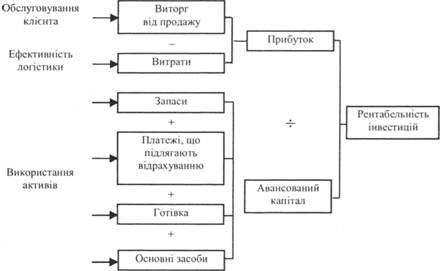 Обслуговування
клієнта
Виторг
від продажу
–
Прибуток
Ефективність
логістики
Витрати
Запаси
+
÷
Рентабельність
інвестицій
Платежі, що
підлягають
відрахуванню
Використання
активів
+
Авансований
капітал
Готівка
+
Основні засоби